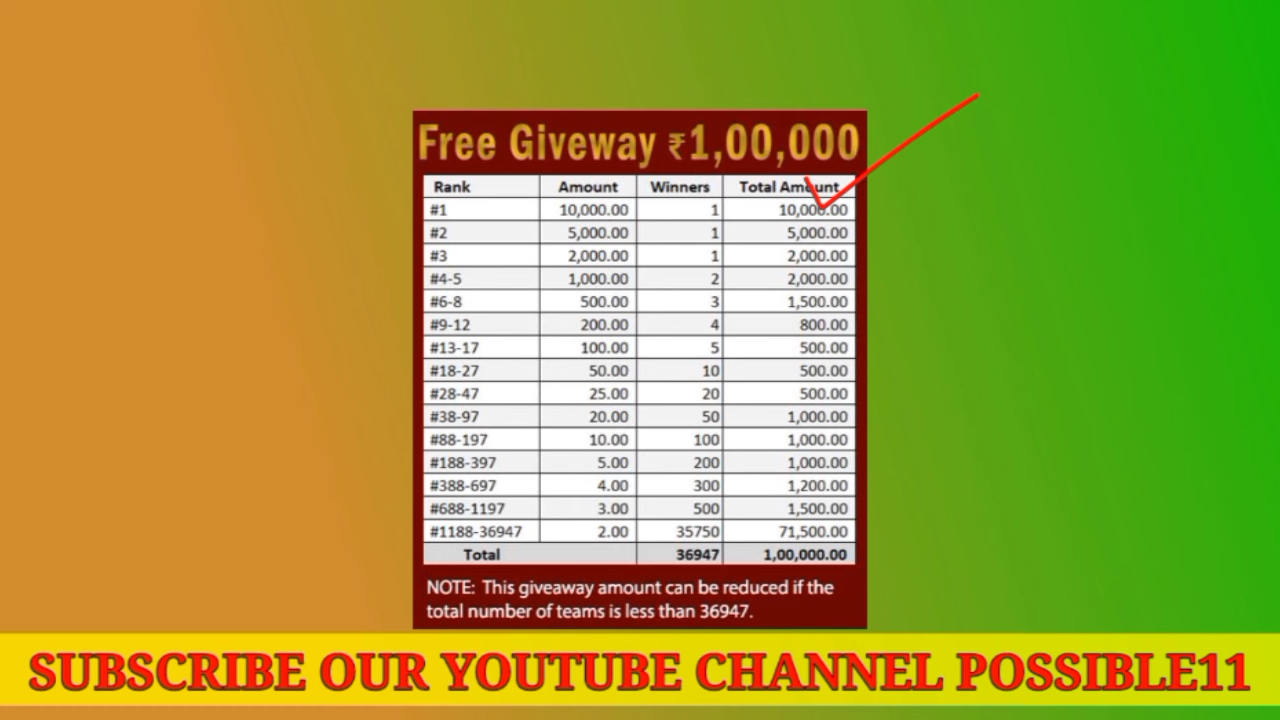 Free Giveway ₹1,00,000
Rank Amount Winners Total Amount
#1 10,000.00 1 10,000.00
#2 5,000.00 1 5,000.00
#3 2,000.00 1 2,000.00
#4-5 1,000.00 2 2,000.00
#6-8 500.00 3 1,500.00
#9-12 200.00 4 800.00
#13-17 100.00 5 500.00
#18-27 50.00 10 500.00
#28-47 25.00 20 500.00
#38-97 20.00 50 1,000.00
#88-197 10.00 100 1,000.00
#188-397 5.00 200 1,000.00
#388-697 4.00 300 1,200.00
#688-1197 3.00 500 1,500.00
#1188-36947 2.00 35750 71,500.00
Total 36947 1,00,000.00
NOTE: This giveaway amount can be reduced if the
total number of teams is less than 36947.
SUBSCRIBE OUR YOUTUBE CHANNEL POSSIBLE11